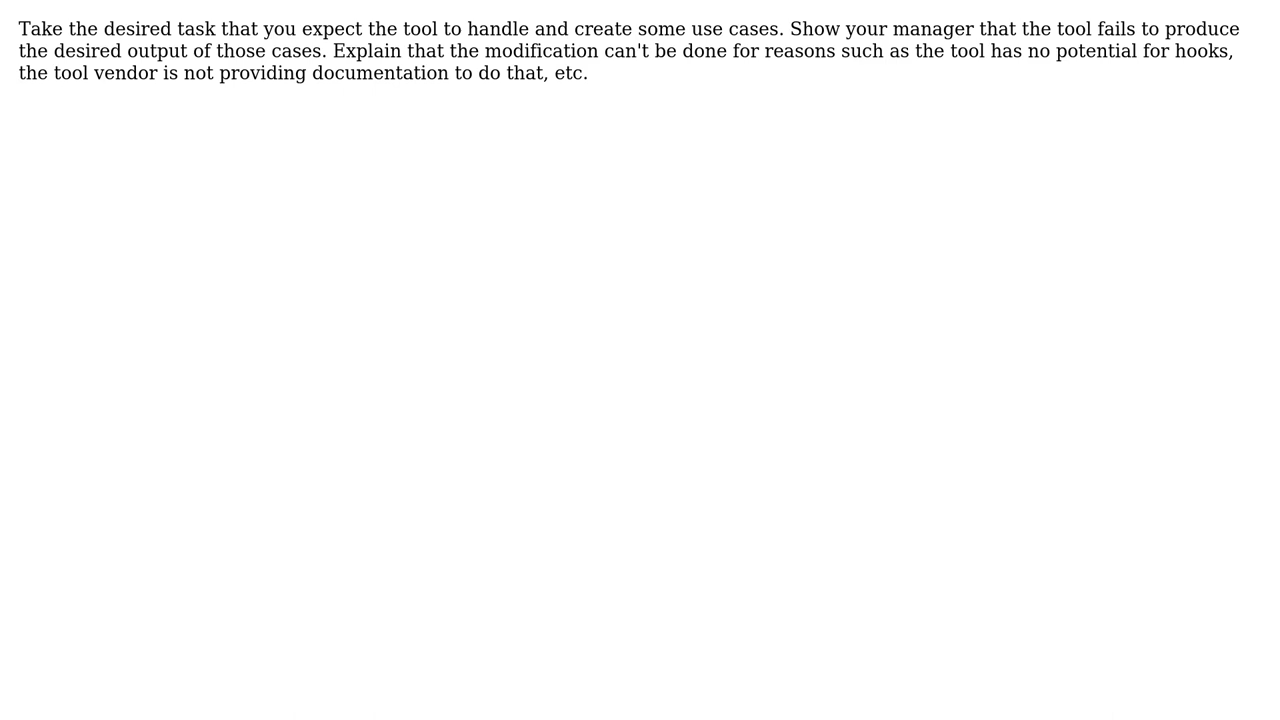 Take the desired task that you expect the tool to handle and create some use cases. Show your manager that the tool fails to produce
the desired output of those cases. Explain that the modification can't be done for reasons such as the tool has no potential for hooks,
the tool vendor is not providing documentation to do that, etc.